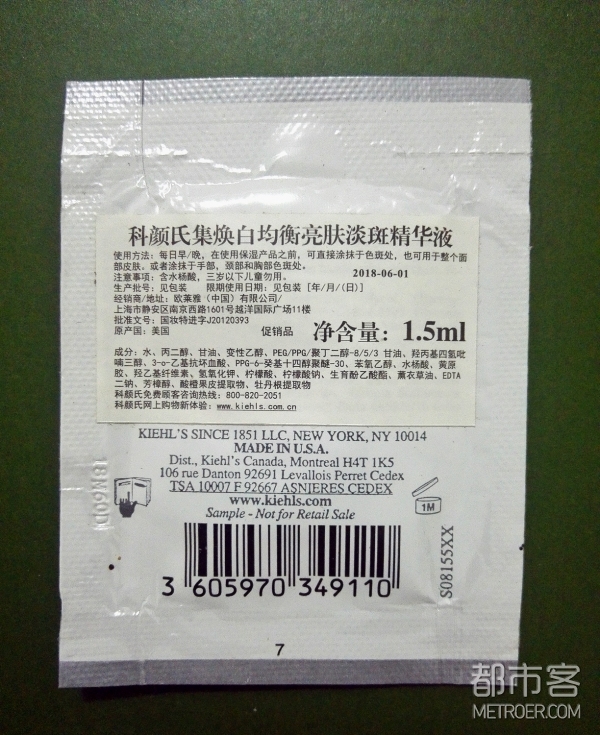 科颜氏集焕白均衡亮肤淡斑精华液
使用方法：每日早/晚，在使用保湿产品之前，可直接涂抹于色斑处，也可用于整个面
部皮肤。或者涂抹于手部，颈部和胸部色斑处。
注意事项：含水杨酸，三岁以下儿童勿用。
2018-06-01
生产批号：见包装 限期使用日期：见包装 [年/月/(日)]
经销商/地址：欧莱雅（中国）有限公司/
上海市静安区南京西路1601号越洋国际广场11楼
批准文号：国妆特进字J20120393
原产国：美国 促销品 净含量：1.5ml
成分：水、丙二醇、甘油、变性乙醇、PEG/PPG/聚丁二醇-8/5/3 甘油、羟丙基四氢吡
喃三醇、3-o-乙基抗坏血酸、PPG-6-癸基十四醇聚醚-30、苯氧乙醇、水杨酸、黄原
胶、羟乙基纤维素、氢氧化钾、柠檬酸、柠檬酸钠、生育酚乙酸酯、薰衣草油、EDTA
二钠、芳樟醇、酸橙果皮提取物、牡丹根提取物
科颜氏免费顾客咨询热线：800-820-2051
科颜氏网上购物新体验：www.kiehls.com.cn
KIEHL'S SINCE 1851 LLC, NEW YORK, NY 10014
MADE IN U.S.A.
Dist., Kiehl's Canada, Montreal H4T 1K5
106 rue Danton 92691 Levallois Perret Cedex
TSA 10007 F 92667 ASNIERES CEDEX
www.kiehls.com
Sample - Not for Retail Sale
1M
18M60D1
S08155XX
3 605970 349110
7
都市客
METROER.COM